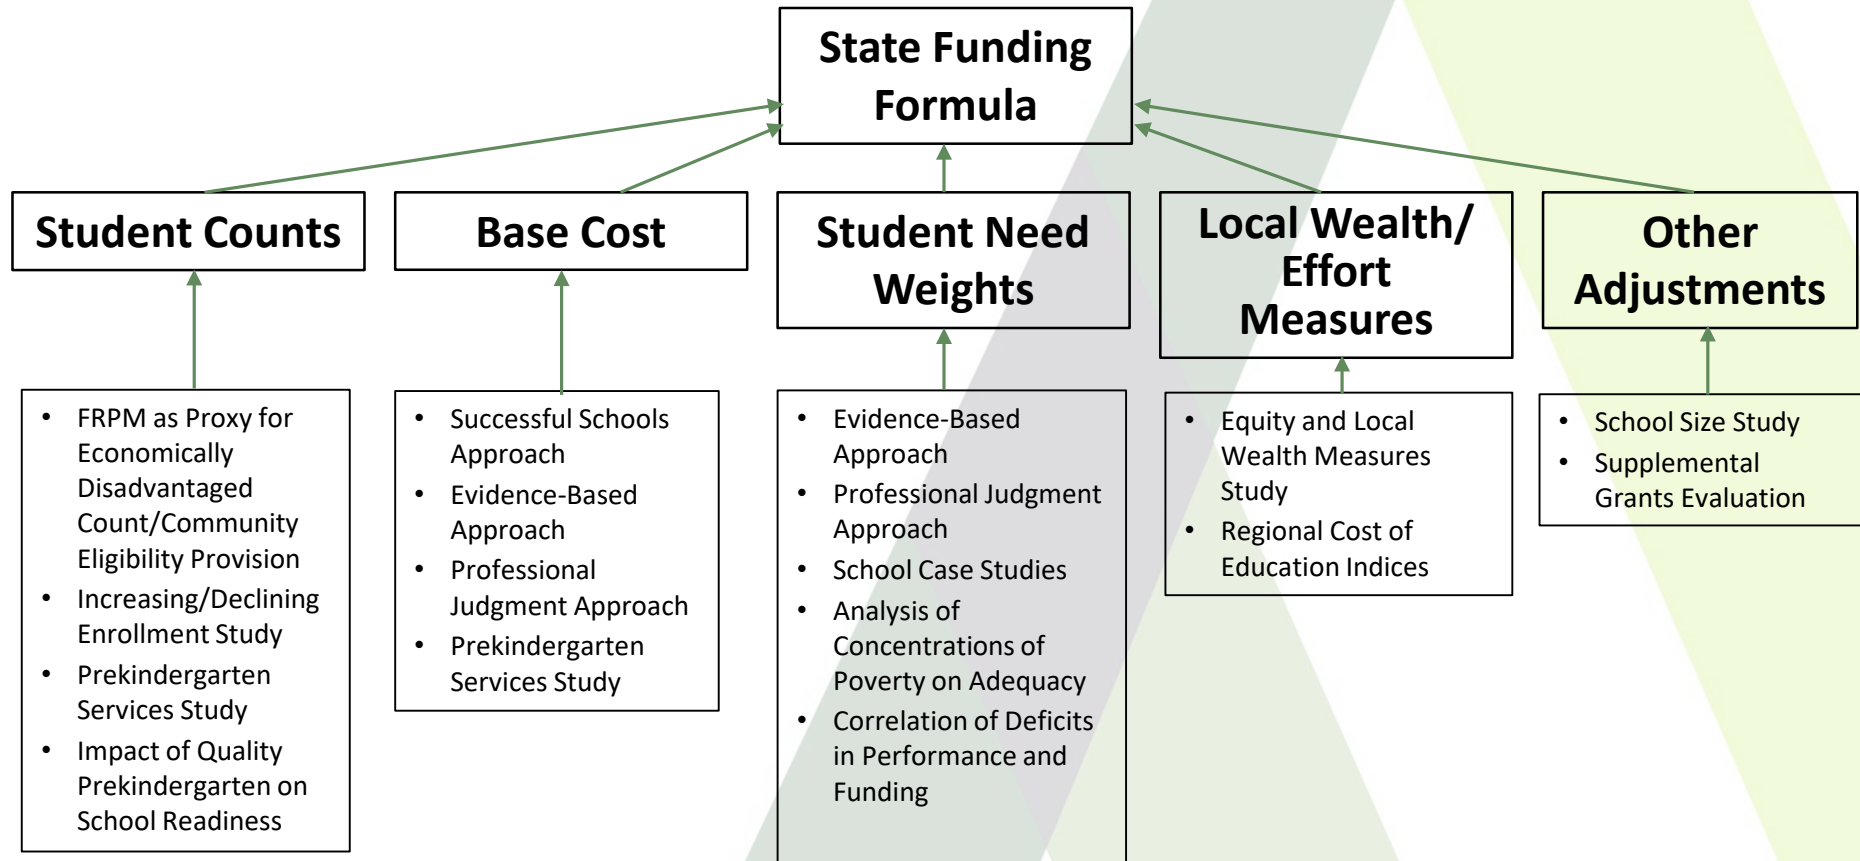 State Funding
Formula
Student Counts
Base Cost
Student Need
Weights
Local Wealth/
Effort
Measures
Other
Adjustments
• FRPM as Proxy for
Economically
Disadvantaged
Count/Community
Eligibility Provision
• Increasing/Declining
Enrollment Study
• Prekindergarten
Services Study
• Impact of Quality
Prekindergarten on
School Readiness
• Successful Schools
Approach
• Evidence-Based
Approach
• Professional
Judgment Approach
• Prekindergarten
Services Study
• Evidence-Based
Approach
• Professional Judgment
Approach
• School Case Studies
• Analysis of
Concentrations of
Poverty on Adequacy
• Correlation of Deficits
in Performance and
Funding
• Equity and Local
Wealth Measures
Study
• Regional Cost of
Education Indices
• School Size Study
• Supplemental
Grants Evaluation